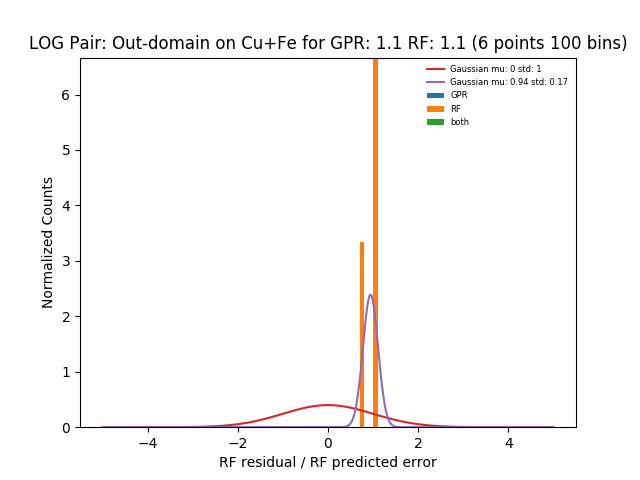 LOG Pair: Out-domain on Cu+Fe for GPR: 1.1 RF: 1.1 (6 points 100 bins)
Gaussian mu: 0 std: 1
Gaussian mu: 0.94 std: 0.17
GPR
RF
both
Normalized Counts
6
5
4
3
2
1
0
−4
−2
0
2
4
RF residual / RF predicted error